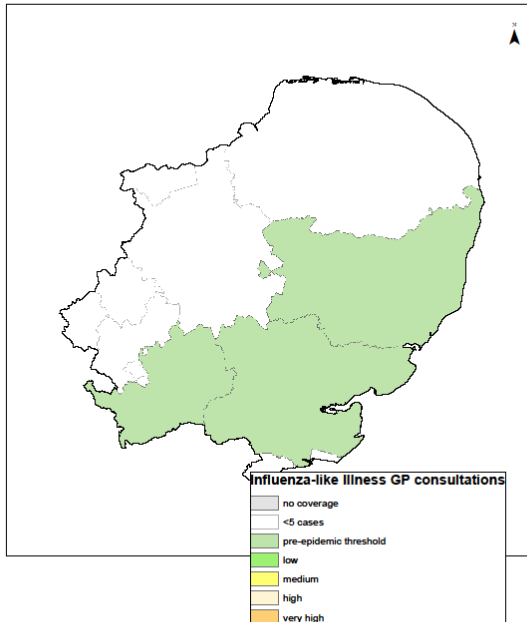 N
Influenza-like Illness GP consultations
no coverage
<5 cases
pre-epidemic threshold
low
medium
high
very high